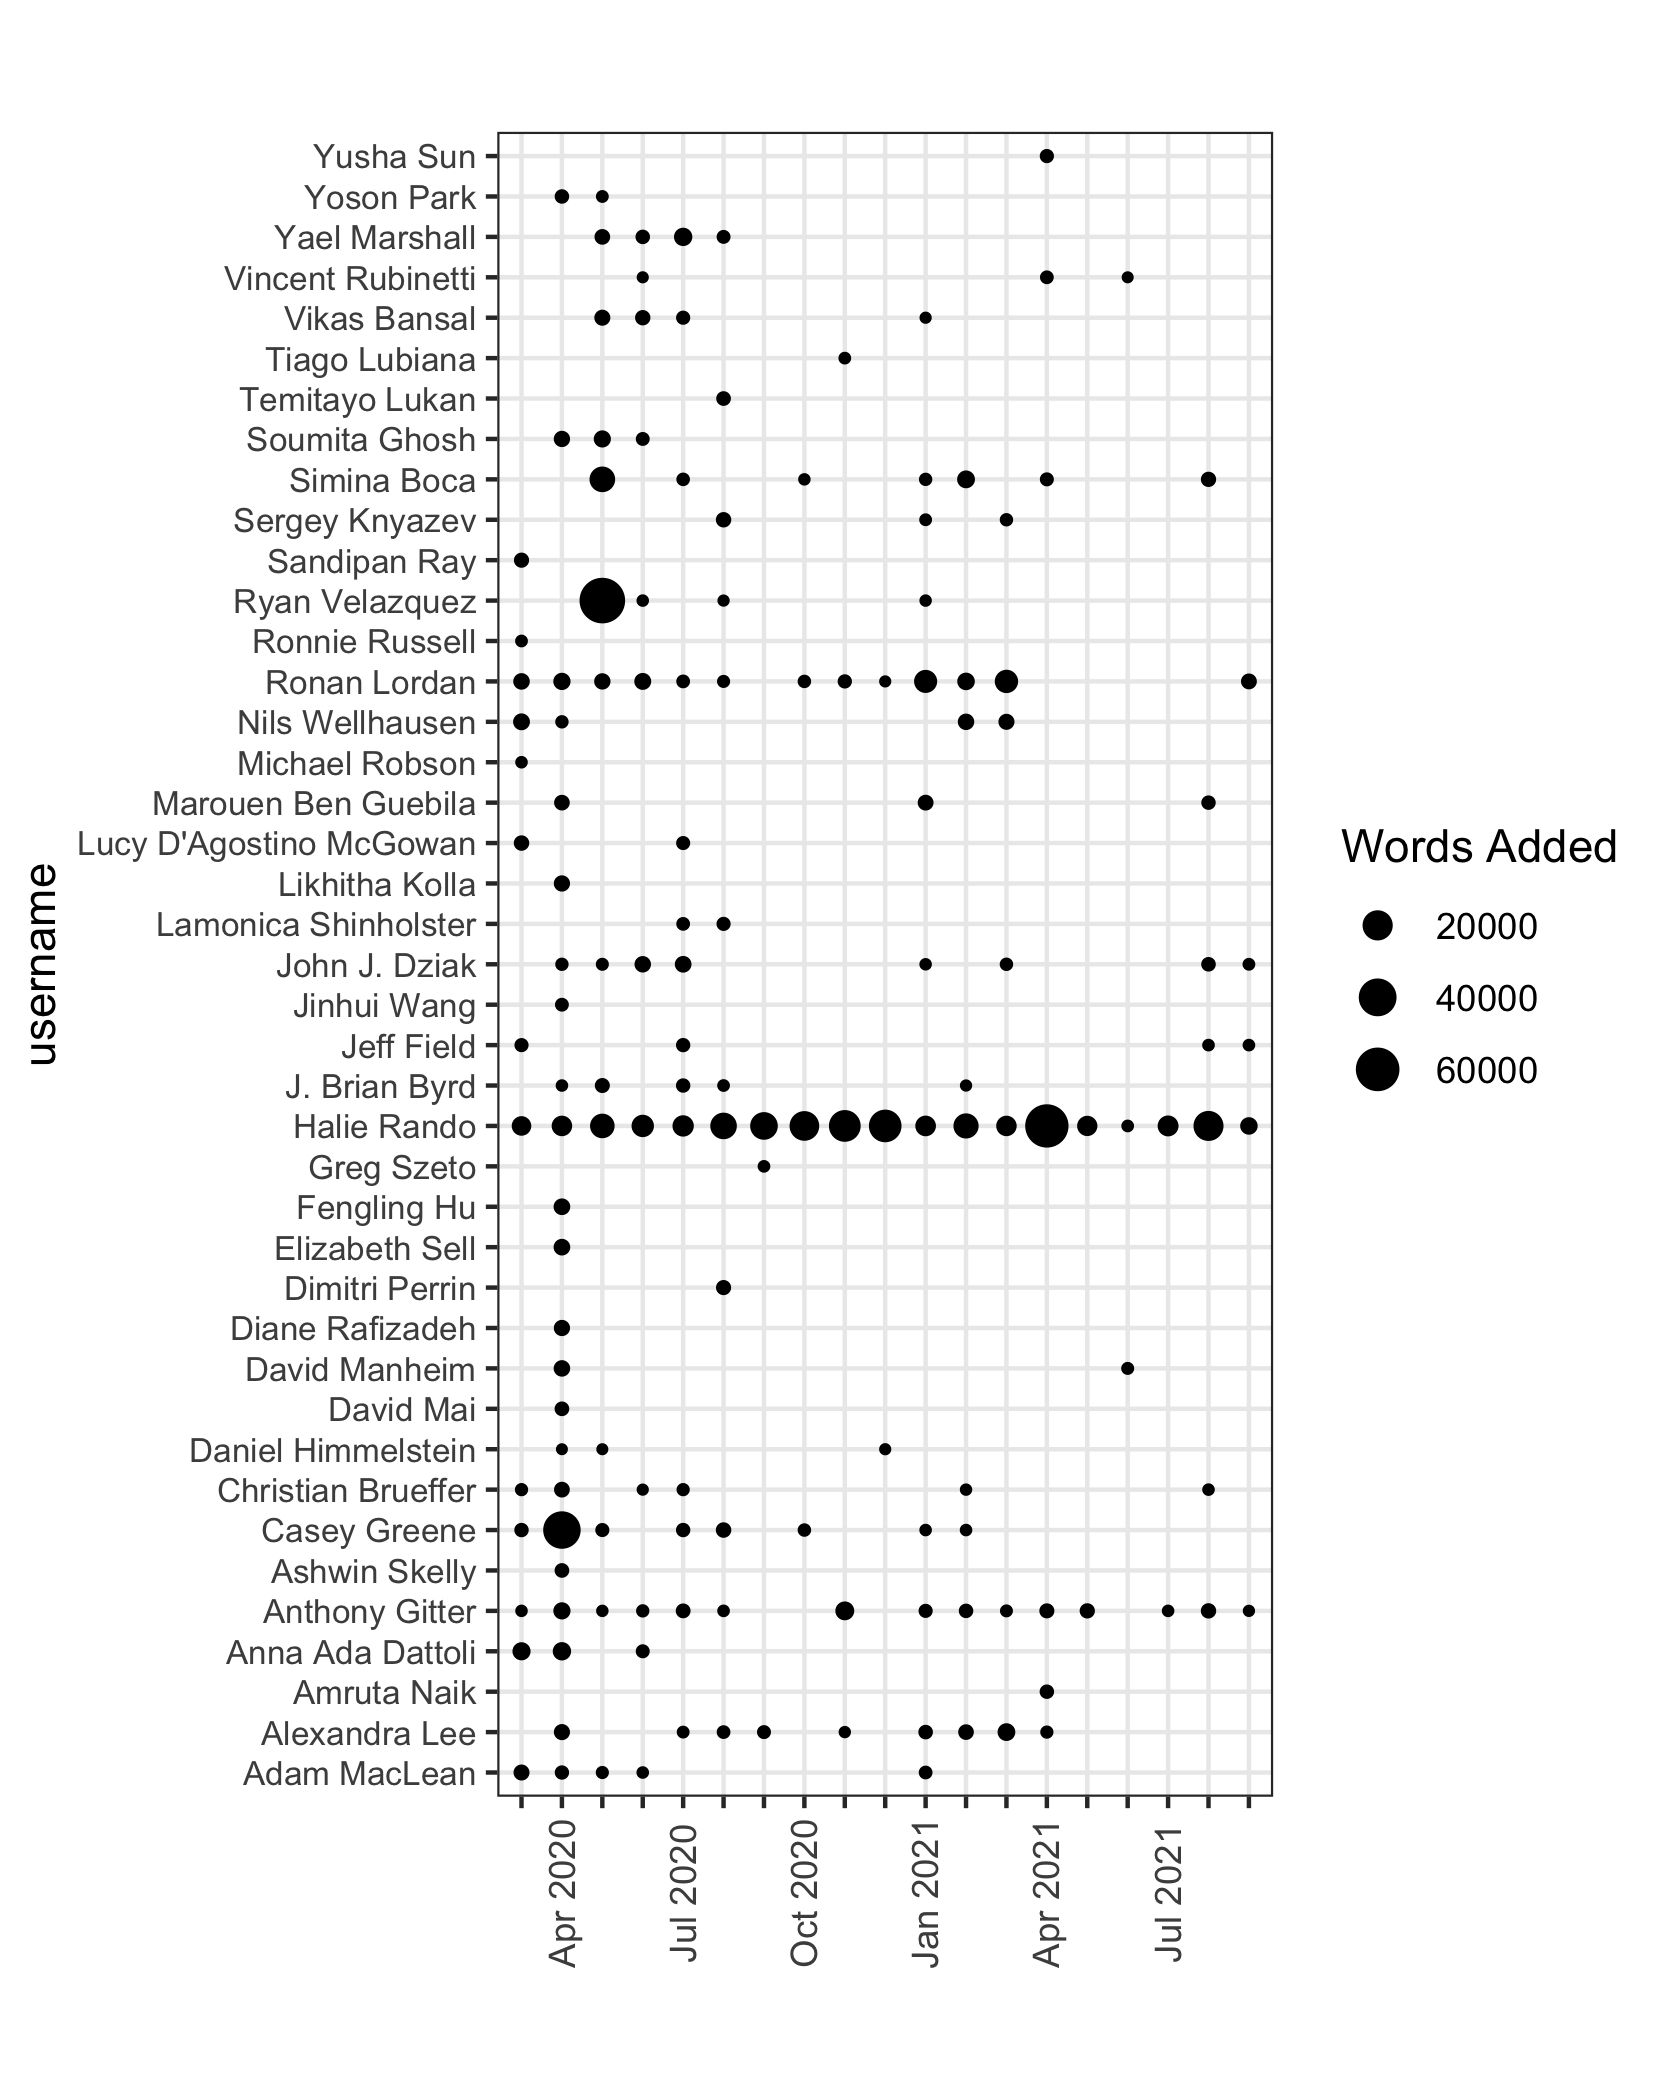 Yusha Sun
Yoson Park
Yael Marshall
Vincent Rubinetti
Vikas Bansal
Tiago Lubiana
Temitayo Lukan
Soumita Ghosh
Simina Boca
Sergey Knyazev
Sandipan Ray
Ryan Velazquez
Ronnie Russell
Ronan Lordan
Nils Wellhausen
Michael Robson
Marouen Ben Guebila
Lucy D'Agostino McGowan
Likhitha Kolla
Lamonica Shinholster
John J. Dziak
Jinhui Wang
Jeff Field
J. Brian Byrd
Halie Rando
Greg Szeto
Fengling Hu
Elizabeth Sell
Dimitri Perrin
Diane Rafizadeh
David Manheim
David Mai
Daniel Himmelstein
Christian Brueffer
Casey Greene
Ashwin Skelly
Anthony Gitter
Anna Ada Dattoli
Amruta Naik
Alexandra Lee
Adam MacLean
username
Apr 2020
Jul 2020
Oct 2020
Jan 2021
Apr 2021
Jul 2021
Words Added
20000
40000
60000